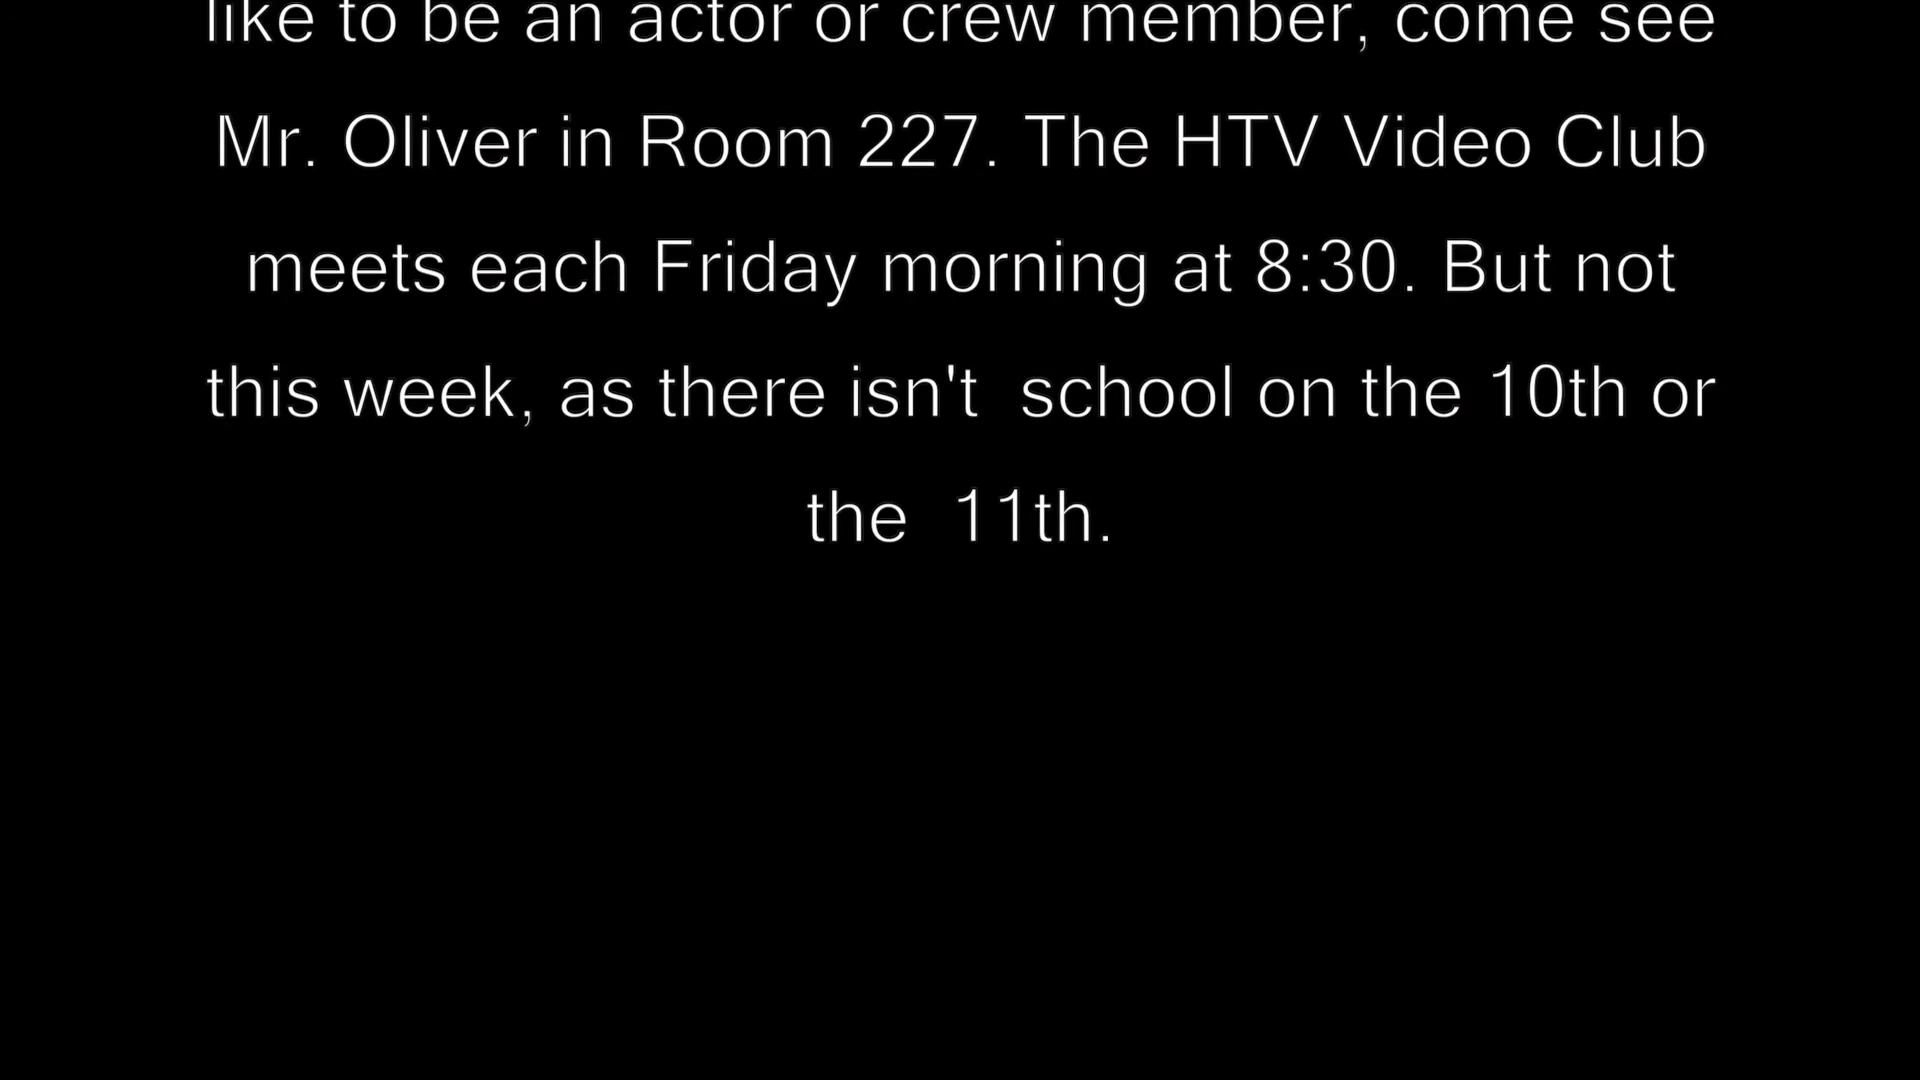 like to be an actor or crew member, come see
Mr. Oliver in Room 227. The HTV Video Club
meets each Friday morning at 8:30. But not
this week, as there isn't  school on the 10th or
the  11th.